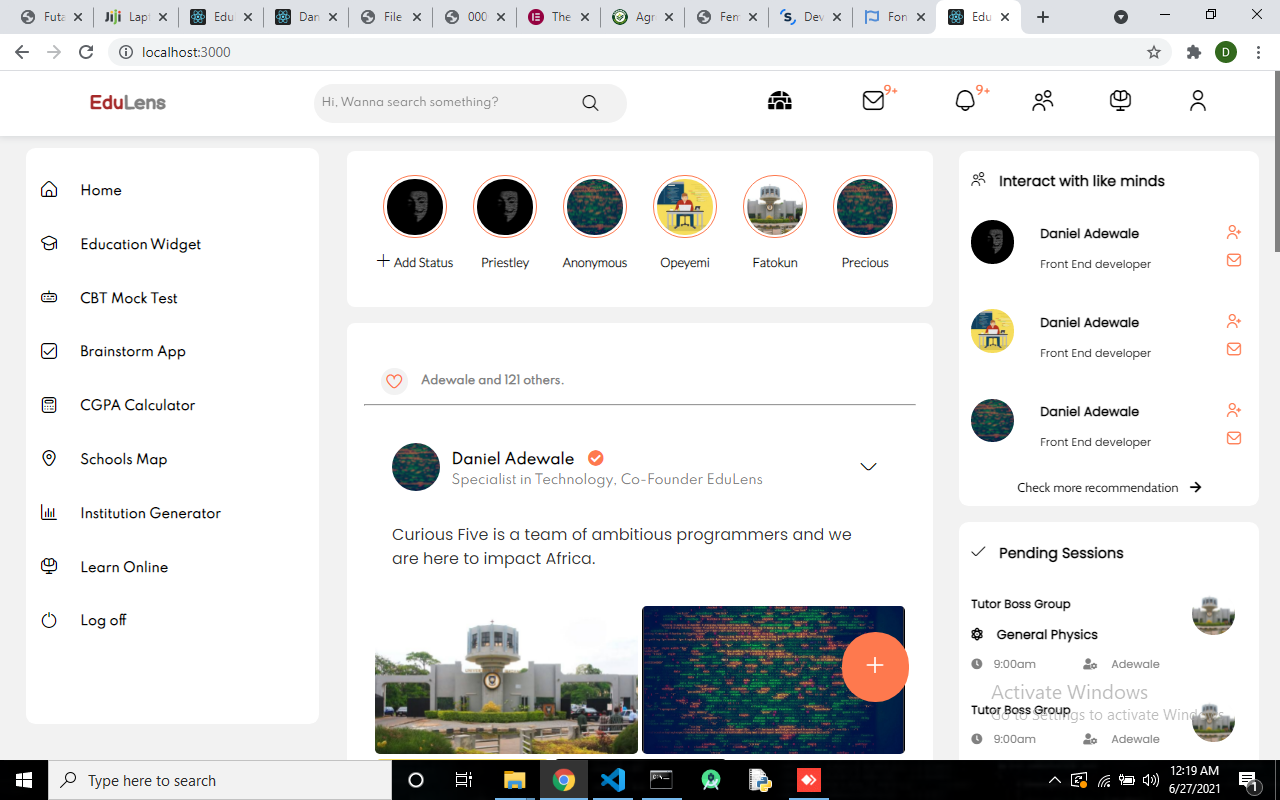 Futa
Lapt
Edu
Dan
File
000
The
Agr
Fem
Dev
Fon
Edu
localhost:3000
D
EduLens
Hi, Wanna search something?
9+
9+
Home
Education Widget
CBT Mock Test
Brainstorm App
CGPA Calculator
Schools Map
Institution Generator
Learn Online
Log off
Add Status
Priestley
Anonymous
Opeyemi
Fatokun
Precious
Adewale and 121 others.
Daniel Adewale
Specialist in Technology, Co-Founder EduLens
Curious Five is a team of ambitious programmers and we
are here to impact Africa.
Interact with like minds
Daniel Adewale
Front End developer
Daniel Adewale
Front End developer
Daniel Adewale
Front End developer
Check more recommendation
Pending Sessions
Tutor Boss Group
General Physics
9:00am Adewale
Activate Windows
Go to Settings to activate Windows.
Tutor Boss Group
9:00am Adewale
Type here to search
12:19 AM
6/27/2021
1